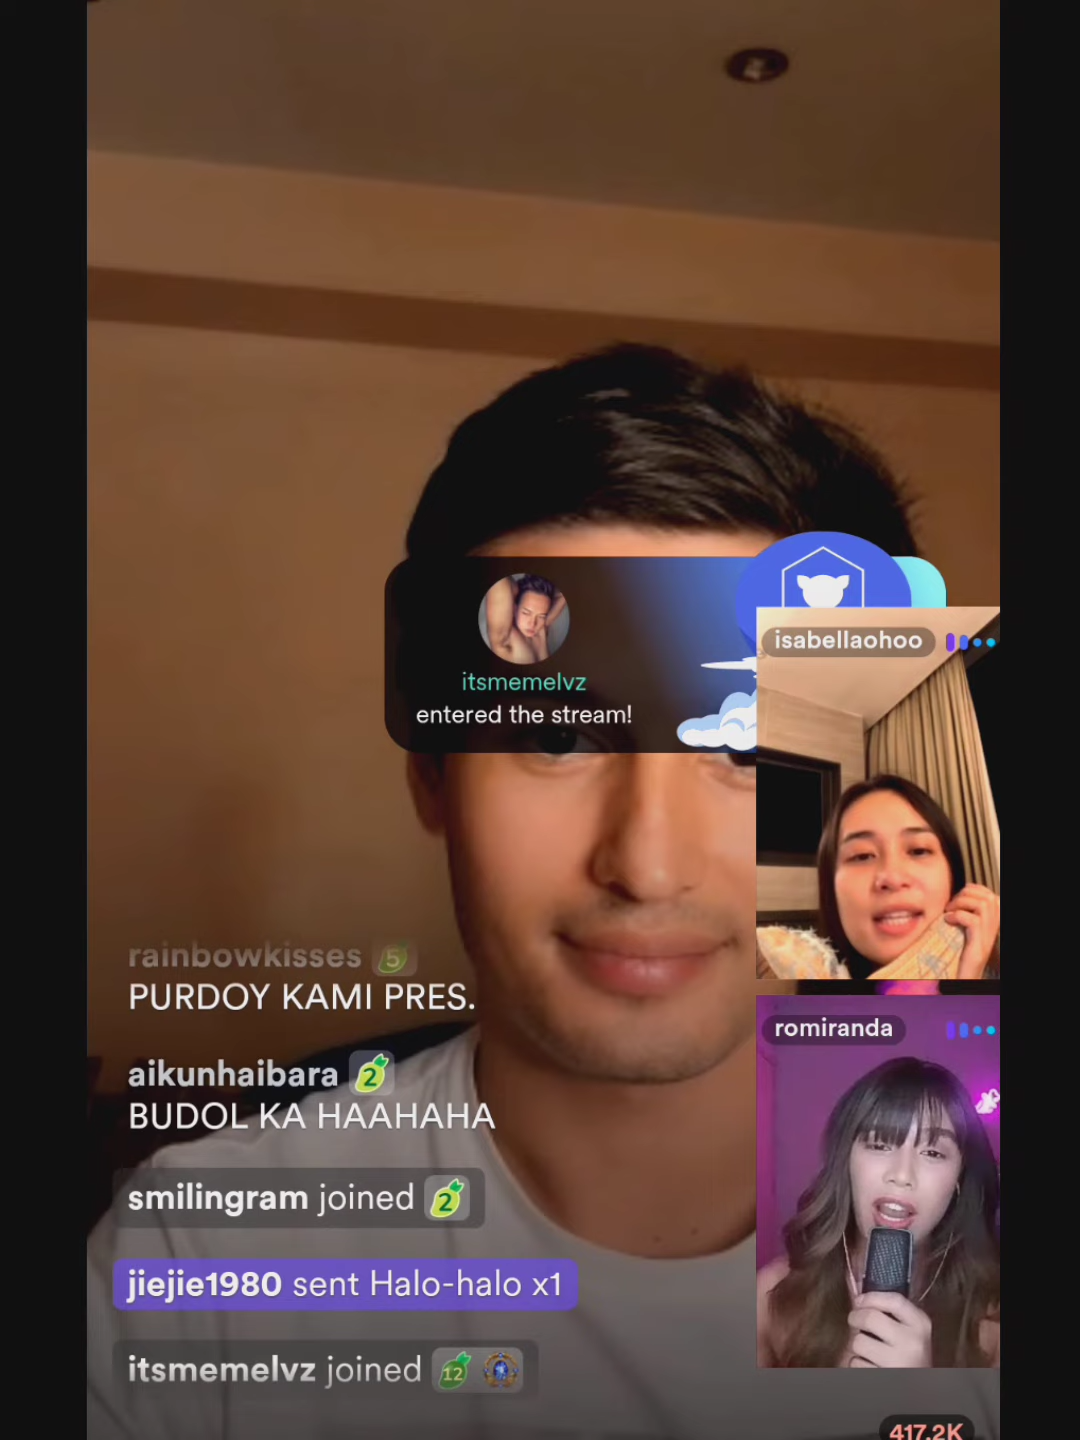 itsmemelvz
entered the stream!
isabellaohoo
rainbowkisses 5
PURDOY KAMI PRES.
romiranda
aikunhaibara 2
BUDOL KA HAAHAHA
smilingram joined 2
jiejie1980 sent Halo-halo x1
itsmemelvz joined 12
417.2K